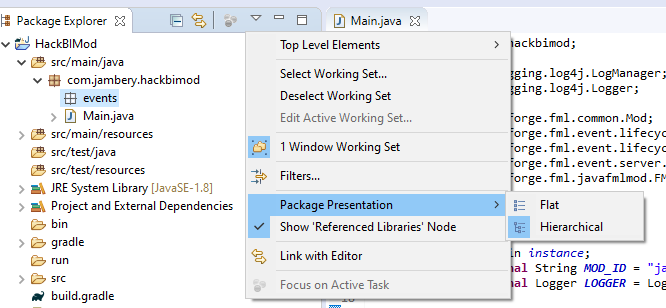 Package Explorer
Main.java
HackBIMod
src/main/java
com.jambery.hackbimod
events
Main.java
src/main/resources
src/test/java
src/test/resources
JRE System Library [JavaSE-1.8]
Project and External Dependencies
bin
gradle
run
src
build.gradle
Top Level Elements
Select Working Set...
Deselect Working Set
Edit Active Working Set...
1 Window Working Set
Filters...
Package Presentation
Show 'Referenced Libraries' Node
Link with Editor
Focus on Active Task
Flat
Hierarchical
hackbimod;
gging.log4j.LogManager;
gging.log4j.Logger;
forge.fml.common.Mod;
forge.fml.event.lifecyc
forge.fml.event.lifecyc
forge.fml.event.server.
forge.fml.javafmlmod.FM
in instance;
nal String MOD_ID = "ja
nal Logger LOGGER = Log